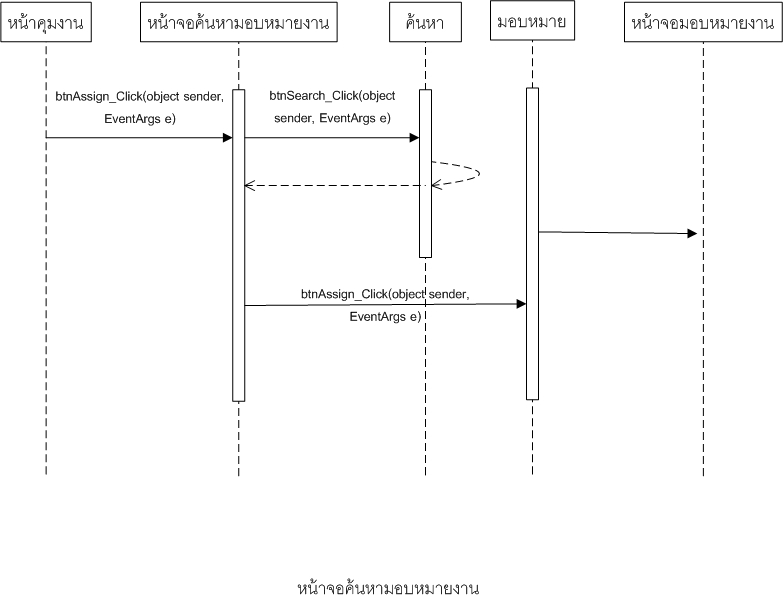 หน้าคุมงาน
หน้าจอค้นหามอบหมายงาน
ค้นหา
มอบหมาย
หน้าจอมอบหมายงาน
btnAssign_Click(object sender,
EventArgs e)
btnSearch_Click(object
sender, EventArgs e)
btnAssign_Click(object sender,
EventArgs e)
หน้าจอค้นหามอบหมายงาน